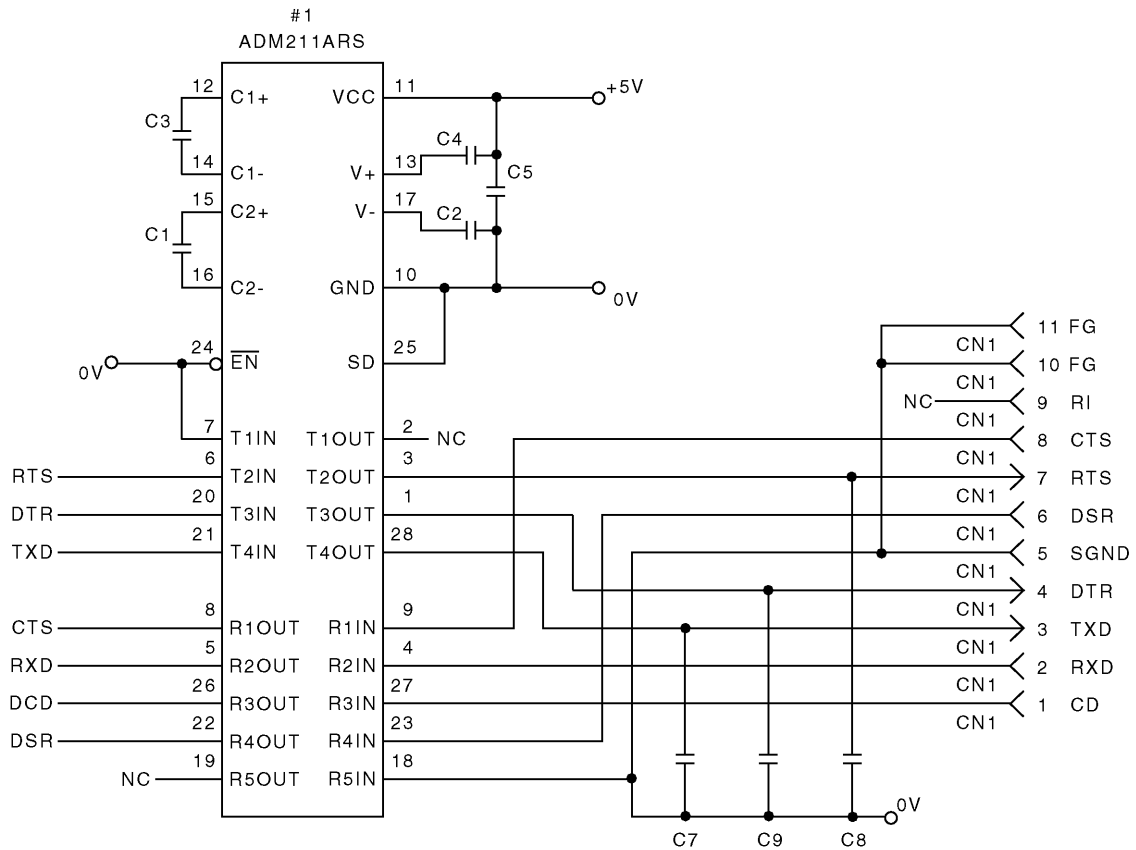 #1
ADM211ARS
12 C1+ VCC 11 +5V
C3 C4
14 C1- V+ 13 C5
15 C2+ V- 17 C2
C1
16 C2- GND 10 0V
0V 24 EN SD 25
11 FG
CN1
10 FG
CN1
NC 9 RI
CN1
7 T1IN T1OUT 2 NC 8 CTS
CN1
RTS 6 T2IN T2OUT 3 7 RTS
CN1
DTR 20 T3IN T3OUT 1 6 DSR
CN1
TXD 21 T4IN T4OUT 28 5 SGND
CN1
4 DTR
CN1
CTS 8 R1OUT R1IN 9 3 TXD
CN1
RXD 5 R2OUT R2IN 4 2 RXD
CN1
DCD 26 R3OUT R3IN 27 1 CD
CN1
DSR 22 R4OUT R4IN 23
NC 19 R5OUT R5IN 18
0V
C7 C9 C8